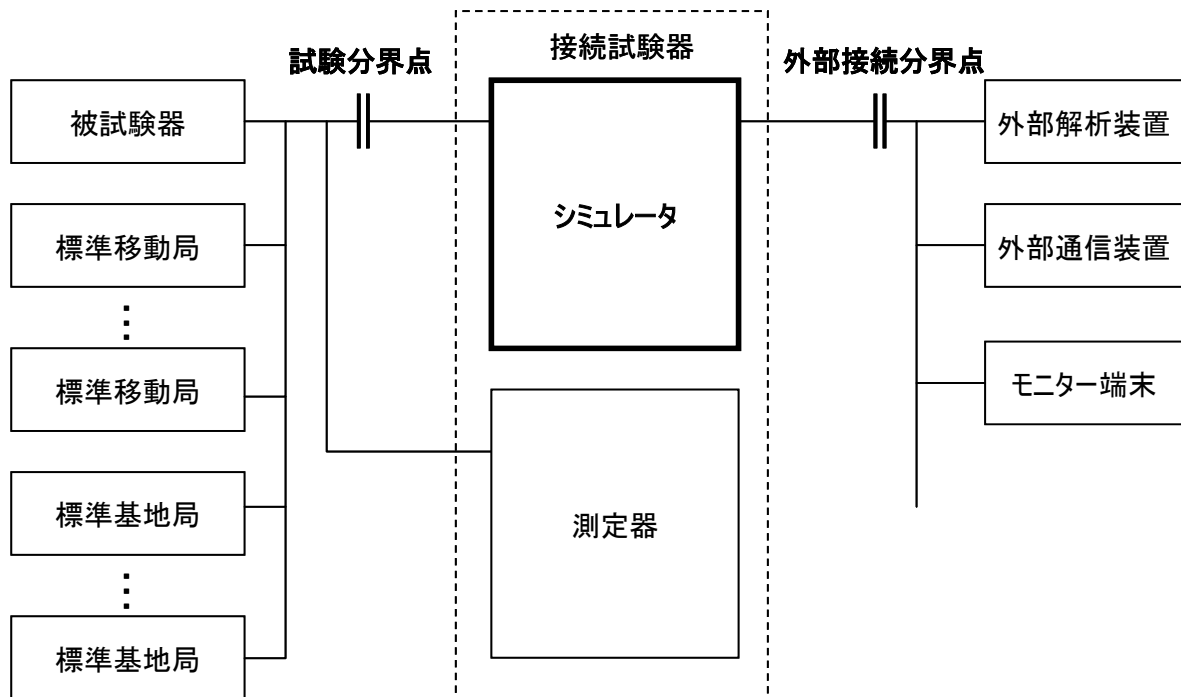 接続試験器
試験分界点
外部接続分界点
被試験器
外部解析装置
シミュレータ
標準移動局
外部通信装置
標準移動局
モニター端末
標準基地局
測定器
標準基地局